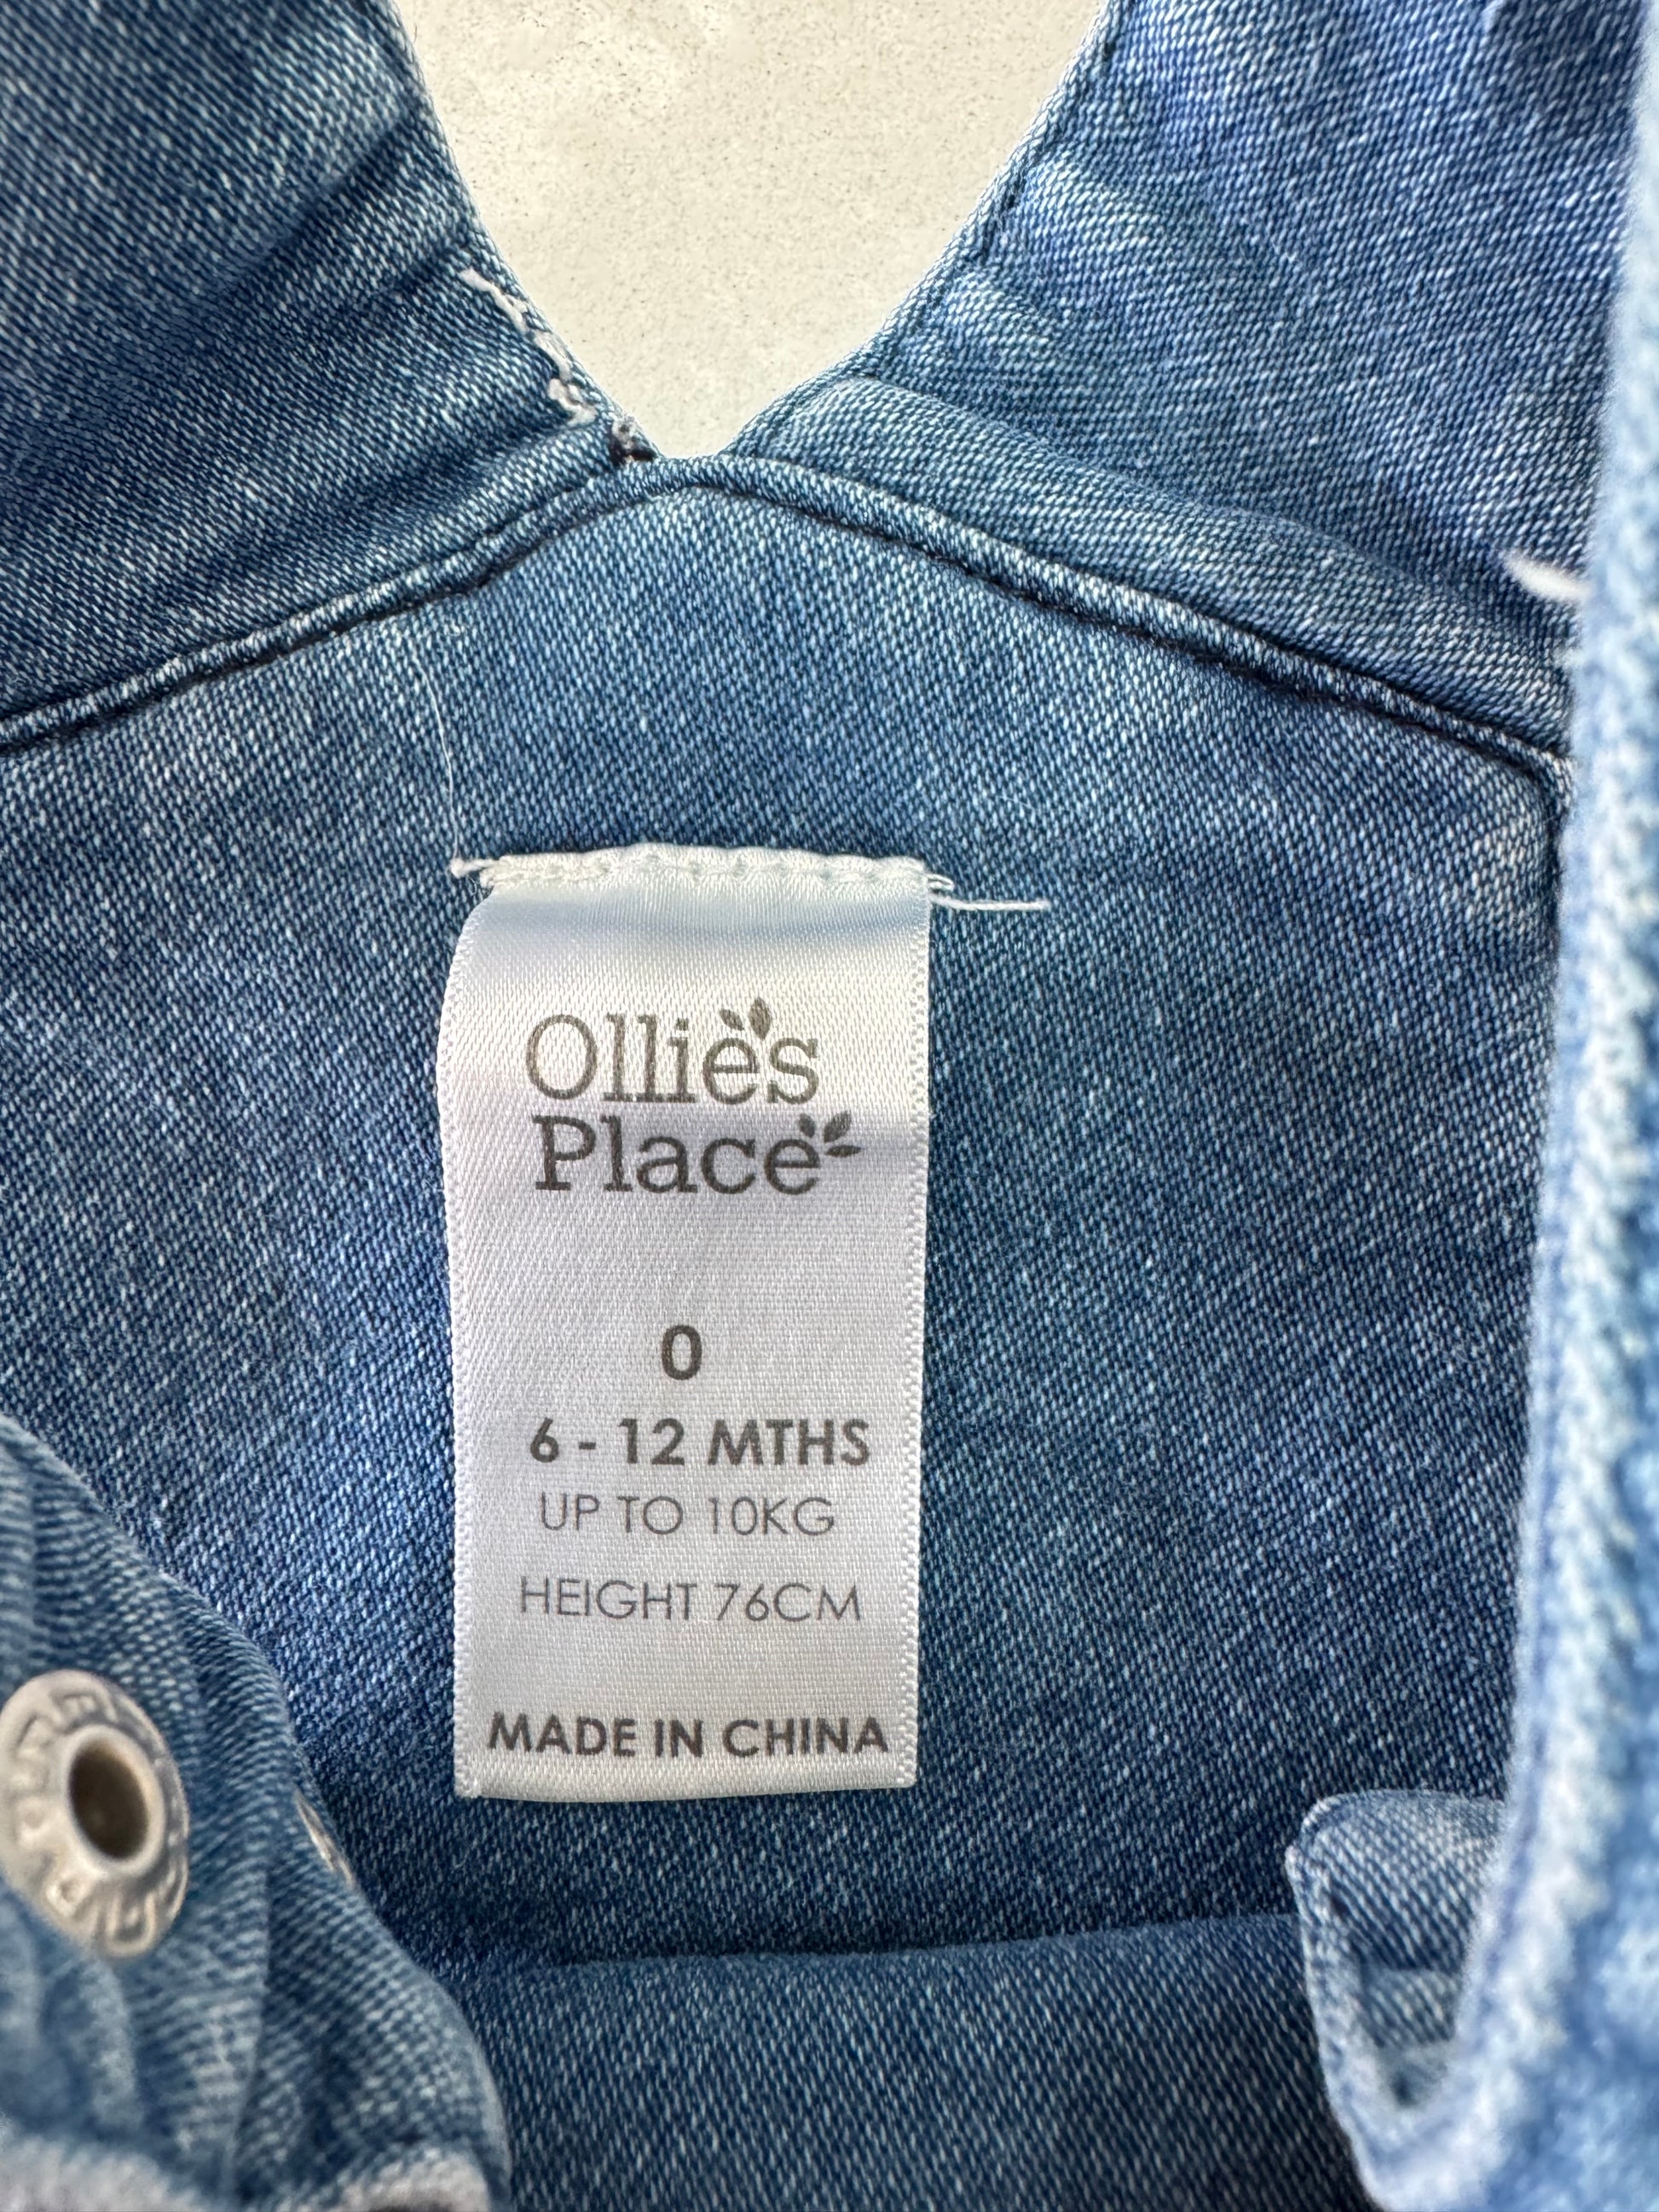 Ollie's
Place
0
6 - 12 MTHS
UP TO 10KG
HEIGHT 76CM
MADE IN CHINA